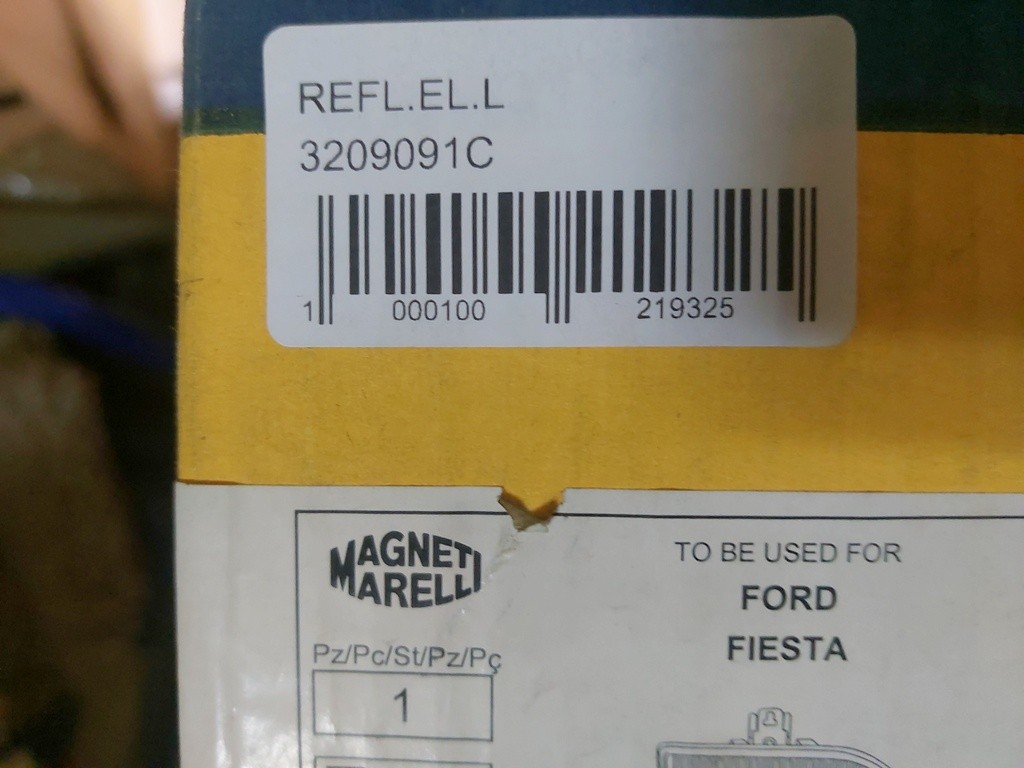 REFL.EL.L
3209091C
1 000100 219325
MAGNETI
MARELLI
TO BE USED FOR
FORD
FIESTA
Pz/Pc/St/Pz/Pç
1